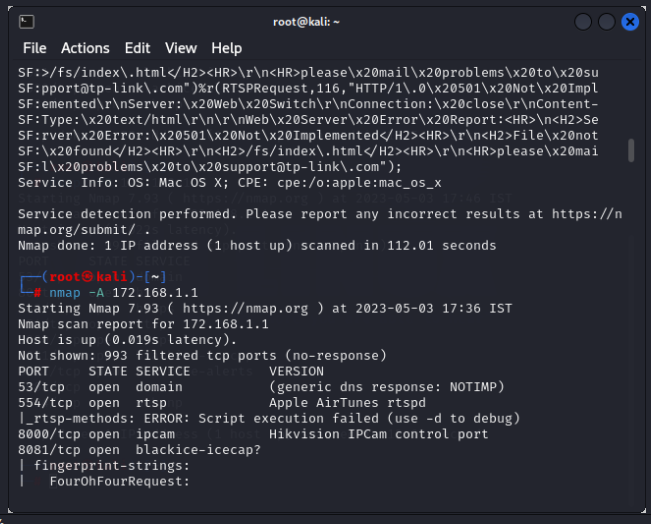 root@kali: ~
File Actions Edit View Help
SF:>/fs/index\.html</H2><HR>\r\n<HR>please\x20mail\x20problems\x20to\x20su
SF:pport@tp-link\.com")%r(RTSPRequest,116,"HTTP/1\.0\x20501\x20Not\x20Impl
SF:emented\r\nServer:\x20Web\x20Switch\r\nConnection:\x20close\r\nContent-
SF:Type:\x20text/html\r\n\r\nWeb\x20Server\x20Error\x20Report:<HR>\n<H2>Se
SF:rver\x20Error:\x20501\x20Not\x20Implemented</H2><HR>\r\n<H2>File\x20not
SF:\x20found</H2><HR>\r\n<H2>/fs/index\.html</H2><HR>\r\n<HR>please\x20mai
SF:l\x20problems\x20to\x20support@tp-link\.com");
Service Info: OS: Mac OS X; CPE: cpe:/o:apple:mac_os_x
Service detection performed. Please report any incorrect results at https://n
map.org/submit/ .
Nmap done: 1 IP address (1 host up) scanned in 112.01 seconds
┌──(root㉿kali)-[~]
└─# nmap -A 172.168.1.1
Starting Nmap 7.93 ( https://nmap.org ) at 2023-05-03 17:36 IST
Nmap scan report for 172.168.1.1
Host is up (0.019s latency).
Not shown: 993 filtered tcp ports (no-response)
PORT STATE SERVICE VERSION
53/tcp open domain (generic dns response: NOTIMP)
554/tcp open rtsp Apple AirTunes rtspd
|_rtsp-methods: ERROR: Script execution failed (use -d to debug)
8000/tcp open ipcam Hikvision IPCam control port
8081/tcp open blackice-icecap?
| fingerprint-strings:
| FourOhFourRequest: